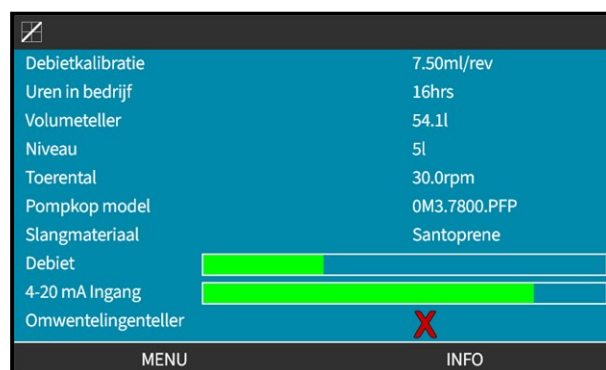 Debietkalibratie 7.50ml/rev
Uren in bedrijf 16hrs
Volumeteller 54.1l
Niveau 5l
Toerental 30.0rpm
Pompkop model 0M3.7800.PFP
Slangmateriaal Santoprene
Debiet
4-20 mA Ingang
Omwentelingenteller X
MENU INFO